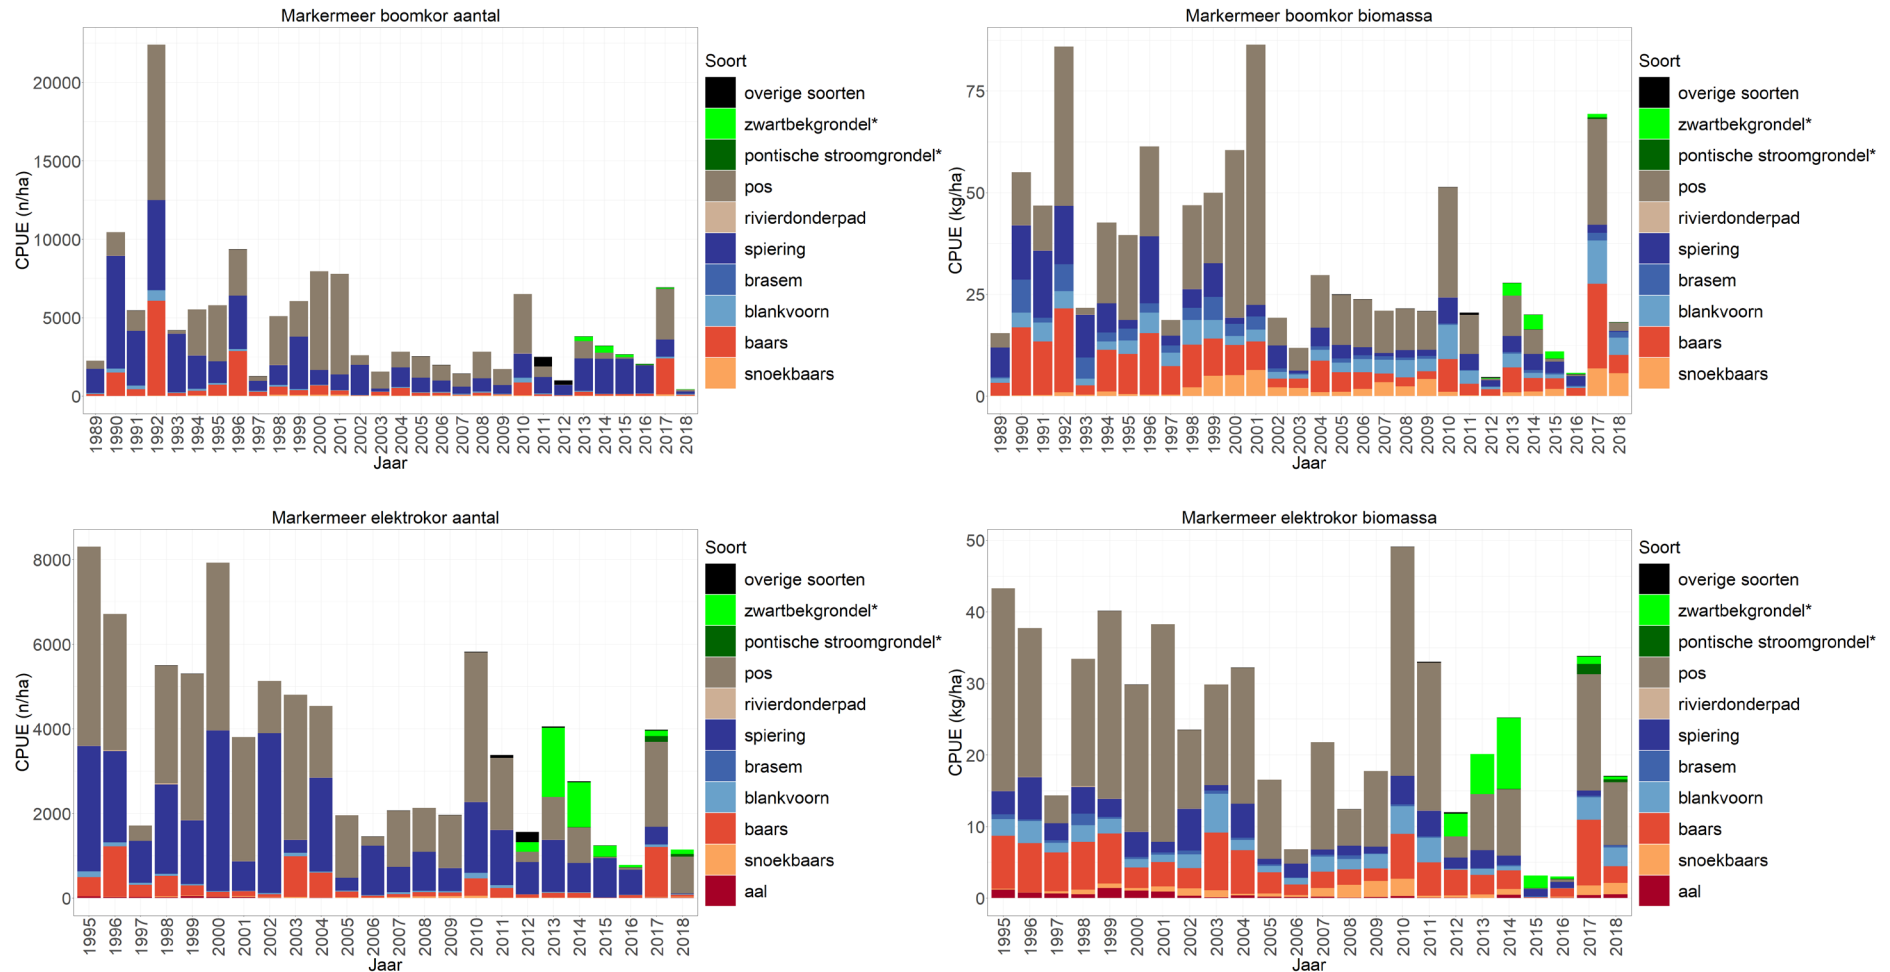 Markermeer boomkor aantal
CPUE (n/ha)
20000
15000
10000
5000
0
1989 1990 1991 1992 1993 1994 1995 1996 1997 1998 1999 2000 2001 2002 2003 2004 2005 2006 2007 2008 2009 2010 2011 2012 2013 2014 2015 2016 2017 2018
Jaar
Soort
overige soorten
zwartbekgrondel*
pontische stroomgrondel*
pos
rivierdonderpad
spiering
brasem
blankvoorn
baars
snoekbaars
Markermeer boomkor biomassa
CPUE (kg/ha)
75
50
25
0
1989 1990 1991 1992 1993 1994 1995 1996 1997 1998 1999 2000 2001 2002 2003 2004 2005 2006 2007 2008 2009 2010 2011 2012 2013 2014 2015 2016 2017 2018
Jaar
Soort
overige soorten
zwartbekgrondel*
pontische stroomgrondel*
pos
rivierdonderpad
spiering
brasem
blankvoorn
baars
snoekbaars
Markermeer elektrokor aantal
CPUE (n/ha)
8000
6000
4000
2000
0
1995 1996 1997 1998 1999 2000 2001 2002 2003 2004 2005 2006 2007 2008 2009 2010 2011 2012 2013 2014 2015 2016 2017 2018
Jaar
Soort
overige soorten
zwartbekgrondel*
pontische stroomgrondel*
pos
rivierdonderpad
spiering
brasem
blankvoorn
baars
snoekbaars
aal
Markermeer elektrokor biomassa
CPUE (kg/ha)
50
40
30
20
10
0
1995 1996 1997 1998 1999 2000 2001 2002 2003 2004 2005 2006 2007 2008 2009 2010 2011 2012 2013 2014 2015 2016 2017 2018
Jaar
Soort
overige soorten
zwartbekgrondel*
pontische stroomgrondel*
pos
rivierdonderpad
spiering
brasem
blankvoorn
baars
snoekbaars
aal